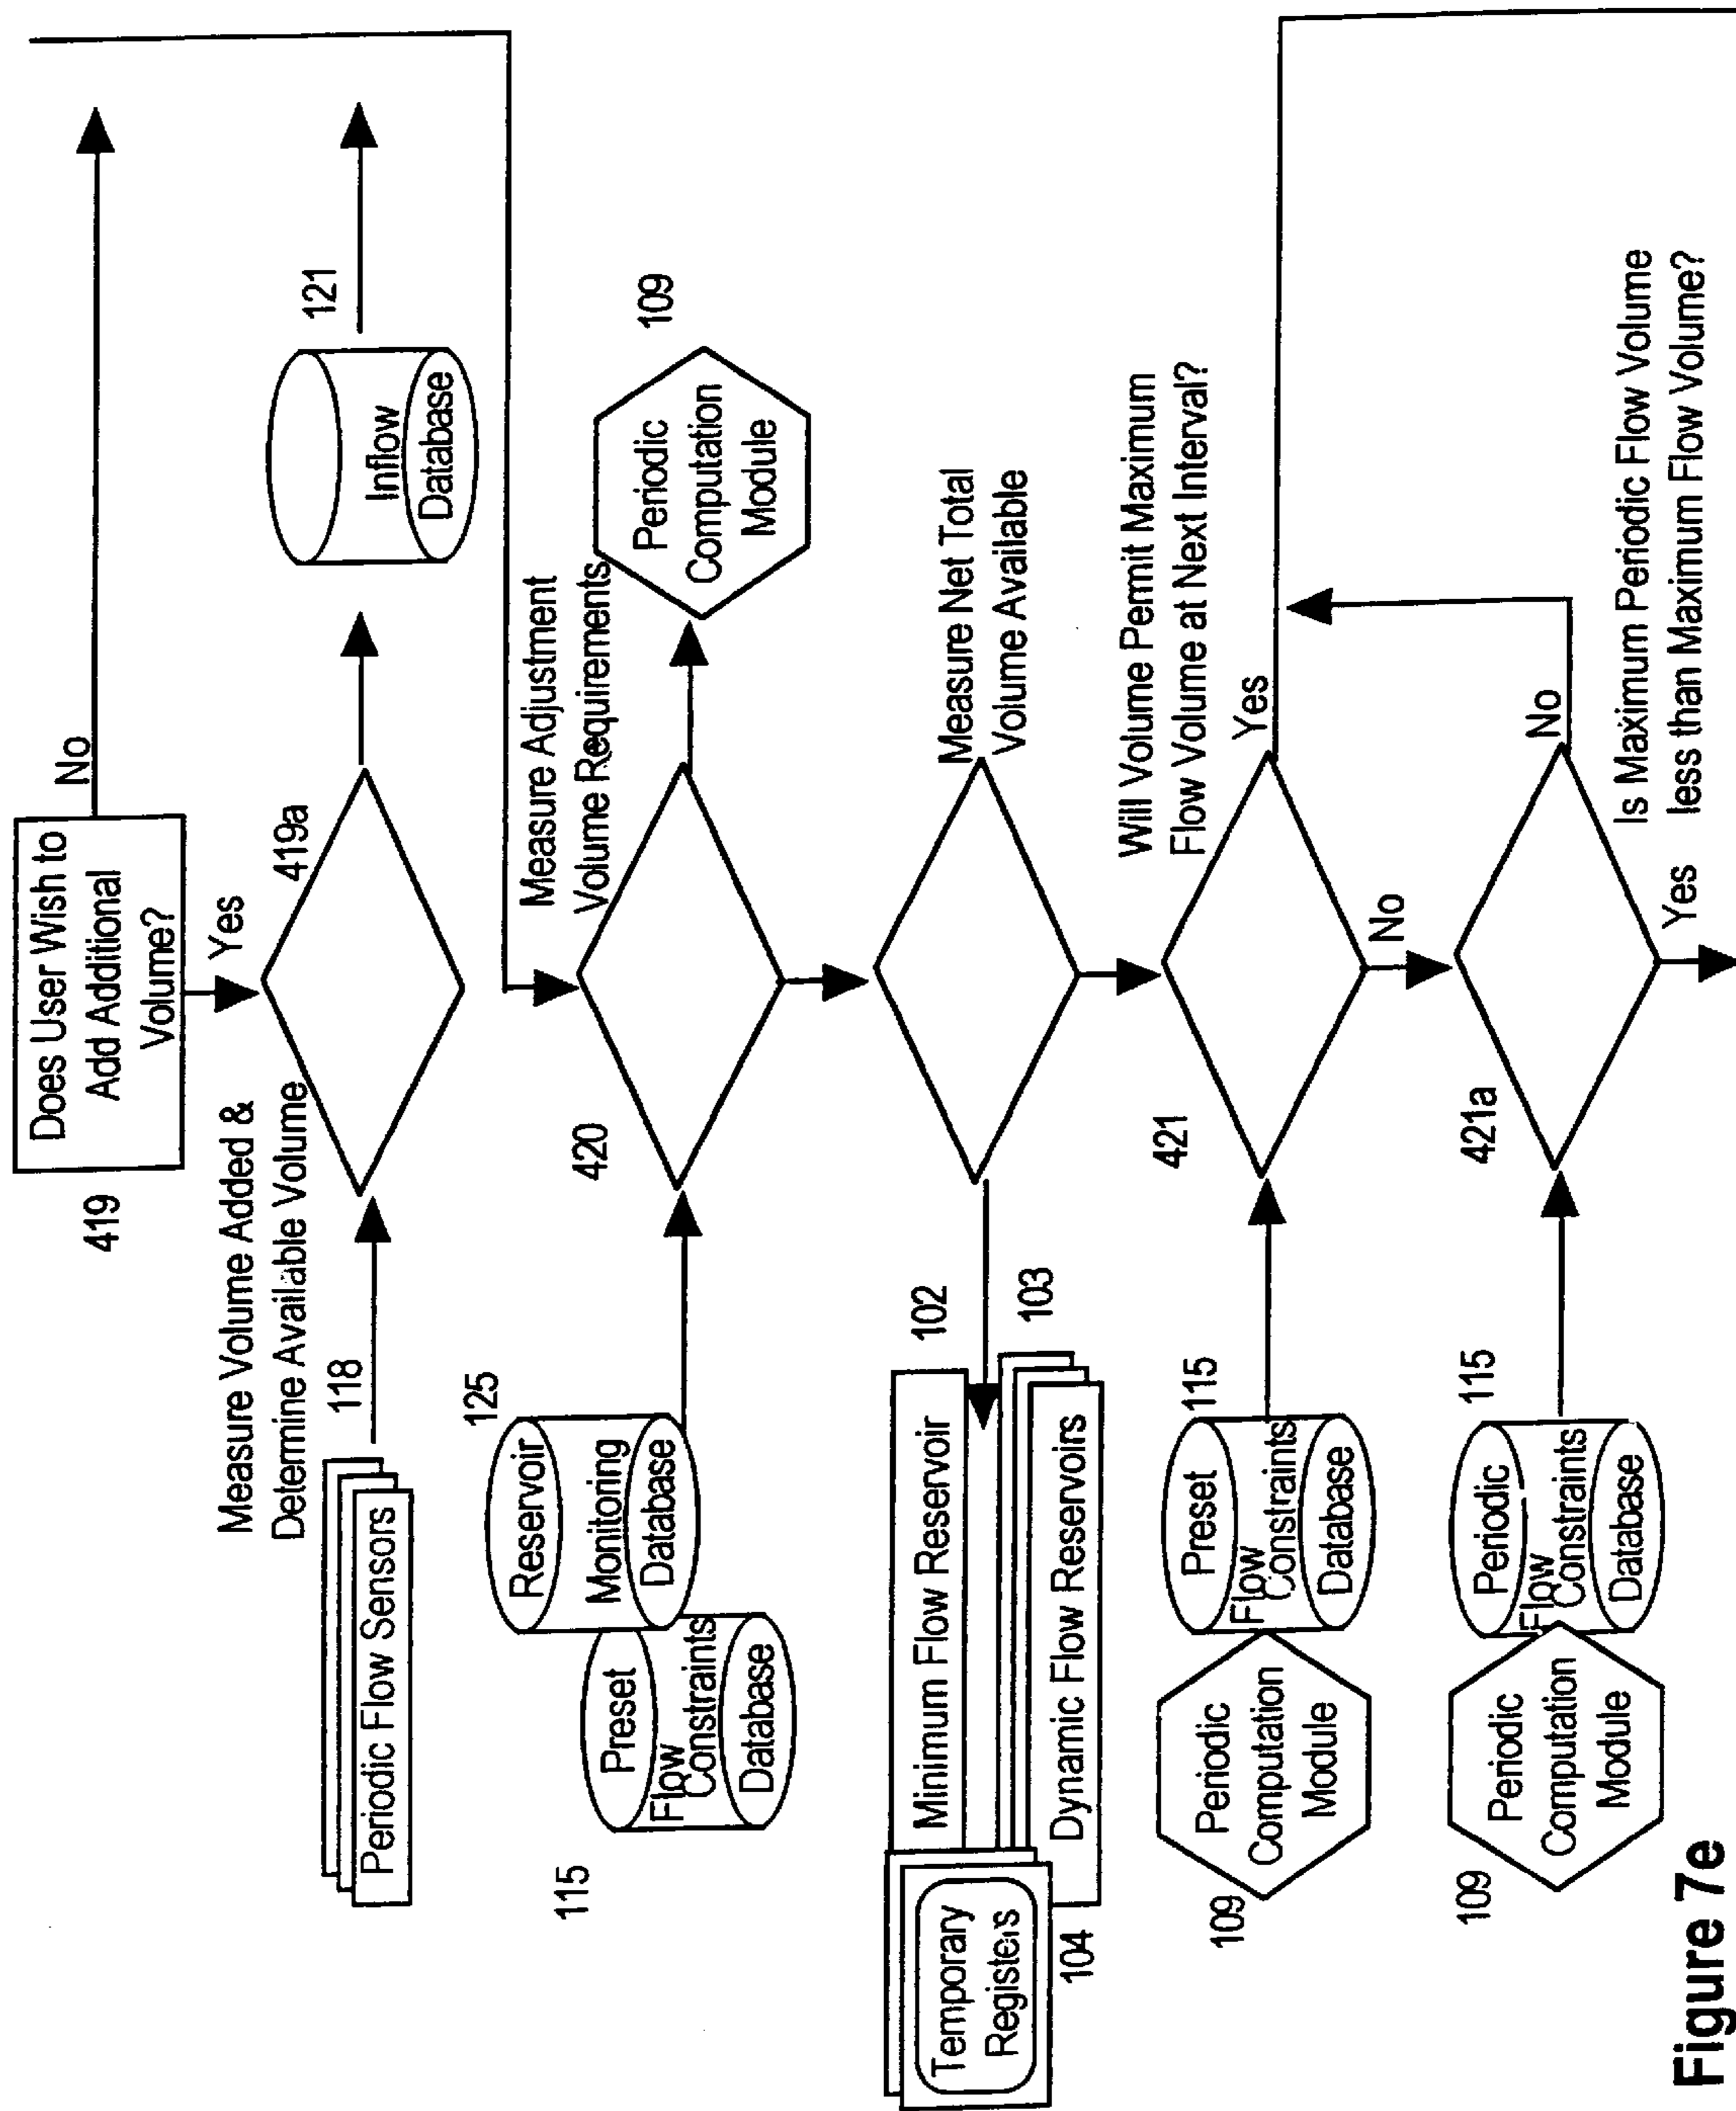 Does User Wish to
Add Additional
Volume?
419
No
Yes
Measure Volume Added &
Determine Available Volume
419a
118
Periodic Flow Sensors
121
Inflow
Database
Measure Adjustment
Volume Requirements
420
125
Reservoir
Monitoring
Database
115
Preset
Flow
Constraints
Database
109
Periodic
Computation
Module
Measure Net Total
Volume Available
102
Minimum Flow Reservoir
103
Dynamic Flow Reservoirs
104
Temporary
Registers
Will Volume Permit Maximum
Flow Volume at Next Interval?
421
Yes
No
115
Preset
Flow
Constraints
Database
109
Periodic
Computation
Module
421a
No
Is Maximum Periodic Flow Volume
less than Maximum Flow Volume?
Yes
115
Periodic
Flow
Constraints
Database
109
Periodic
Computation
Module
Figure 7e